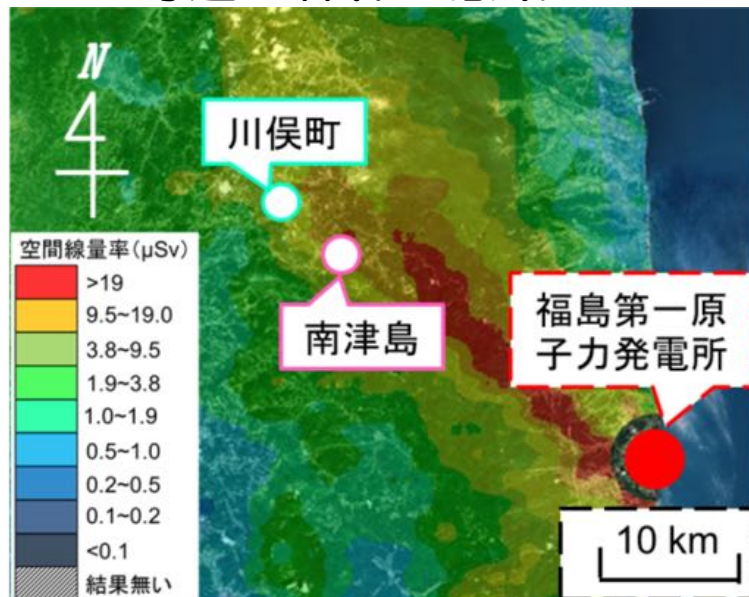 N
川俣町
南津島
福島第一原
子力発電所
空間線量率(μSv)
>19
9.5~19.0
3.8~9.5
1.9~3.8
1.0~1.9
0.5~1.0
0.2~0.5
0.1~0.2
<0.1
結果無い
10 km